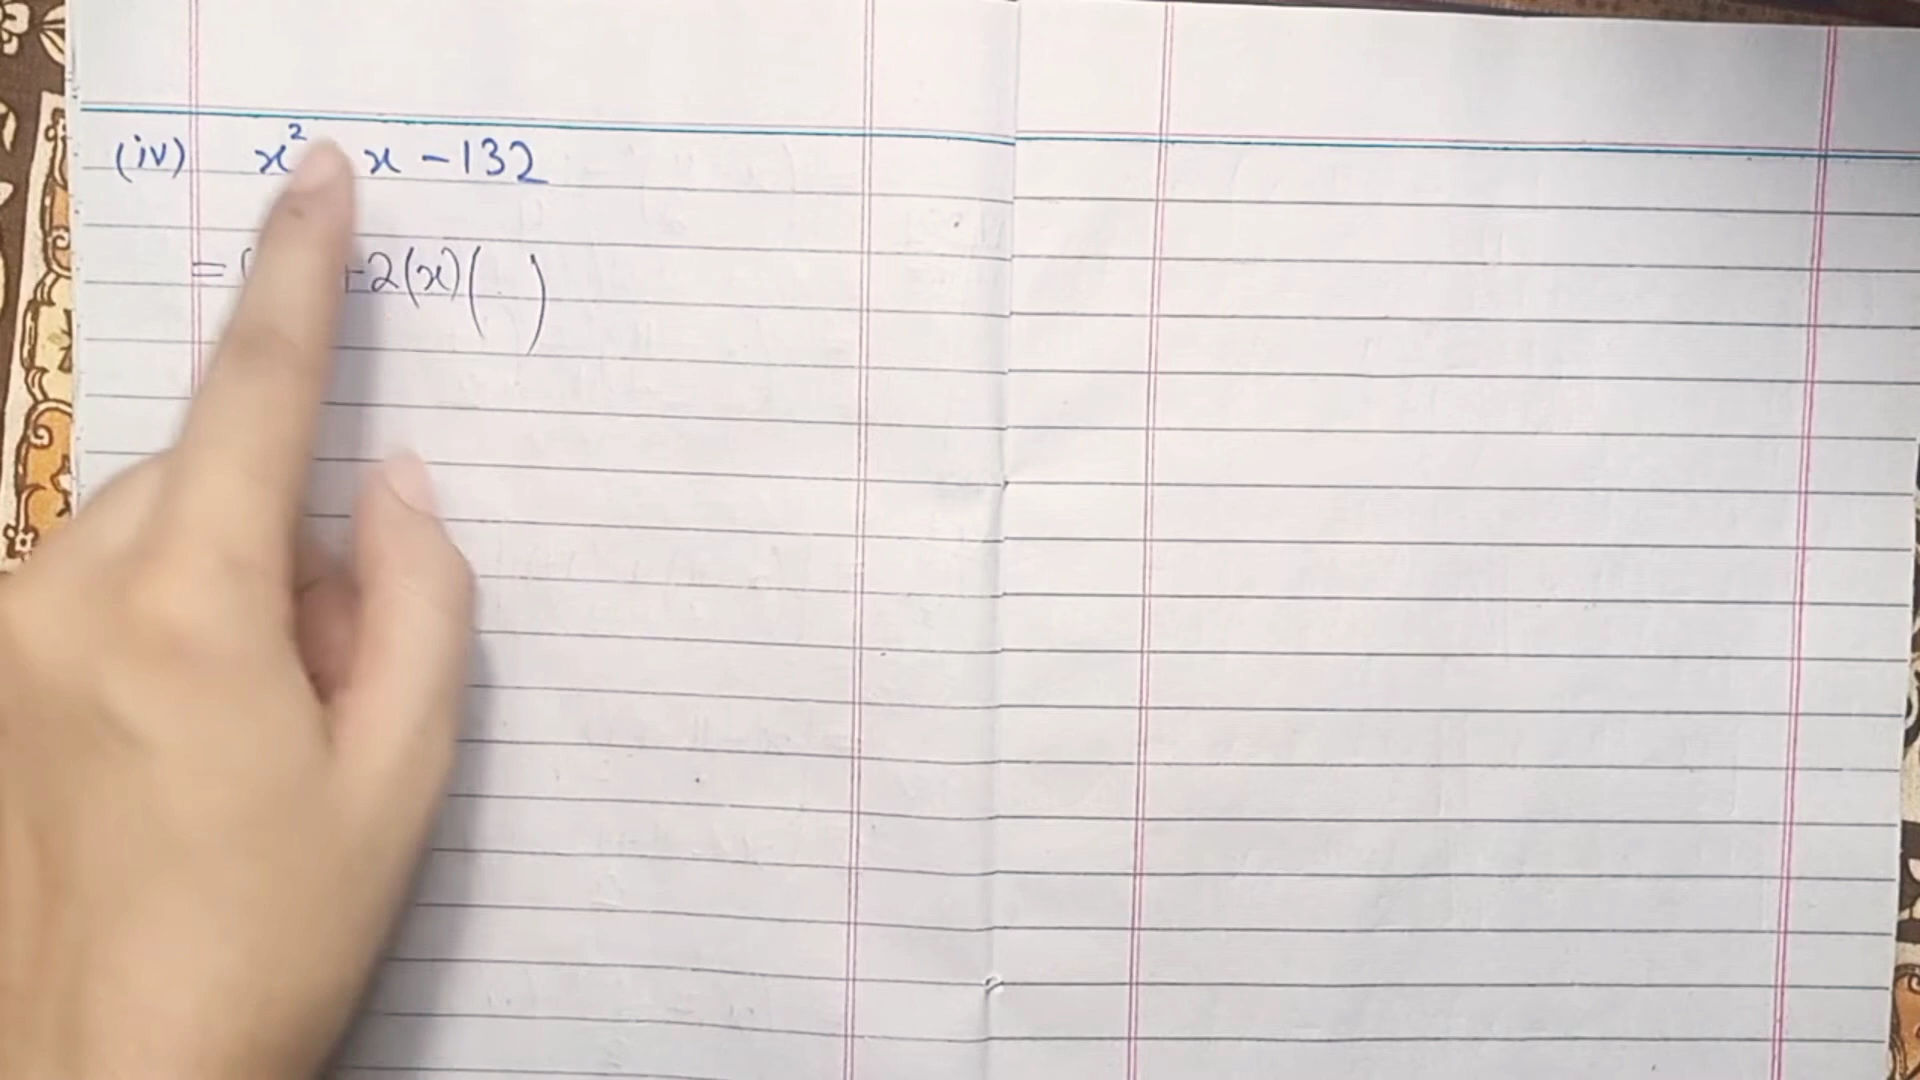 (iv) x² x - 132
= ( +2(x)( )